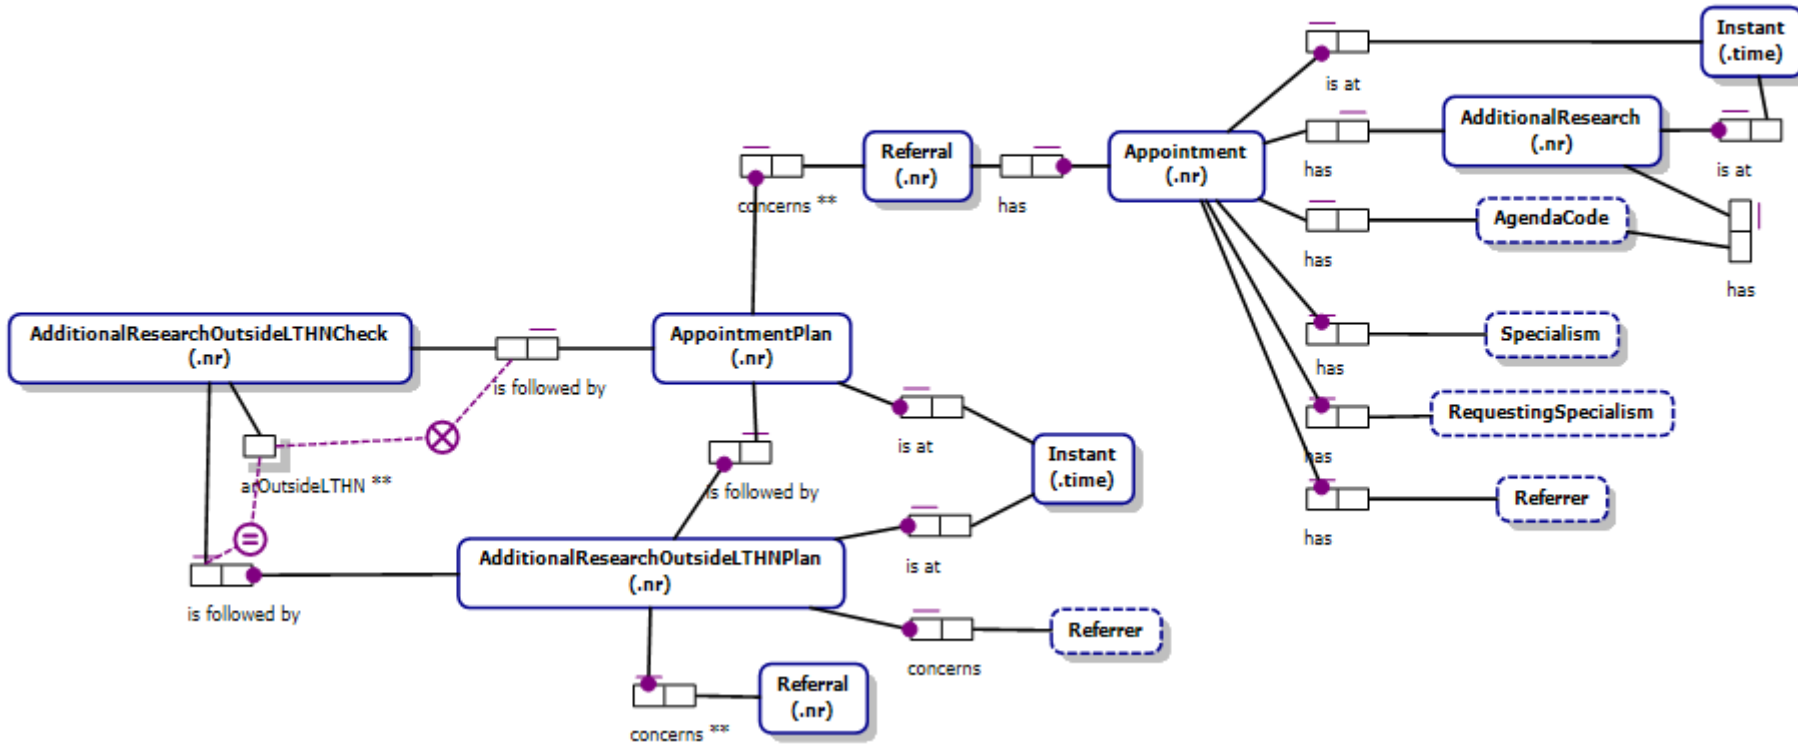 Instant
(.time)
is at
AdditionalResearch
(.nr)
has
is at
Referral
(.nr)
Appointment
(.nr)
concerns **
has
AgendaCode
has
has
AdditionalResearchOutsideLTHNCheck
(.nr)
is followed by
AppointmentPlan
(.nr)
Specialism
has
RequestingSpecialism
has
arOutsideLTHN **
is at
is followed by
Instant
(.time)
Referrer
has
is followed by
AdditionalResearchOutsideLTHNPlan
(.nr)
is at
Referrer
concerns
Referral
(.nr)
concerns **